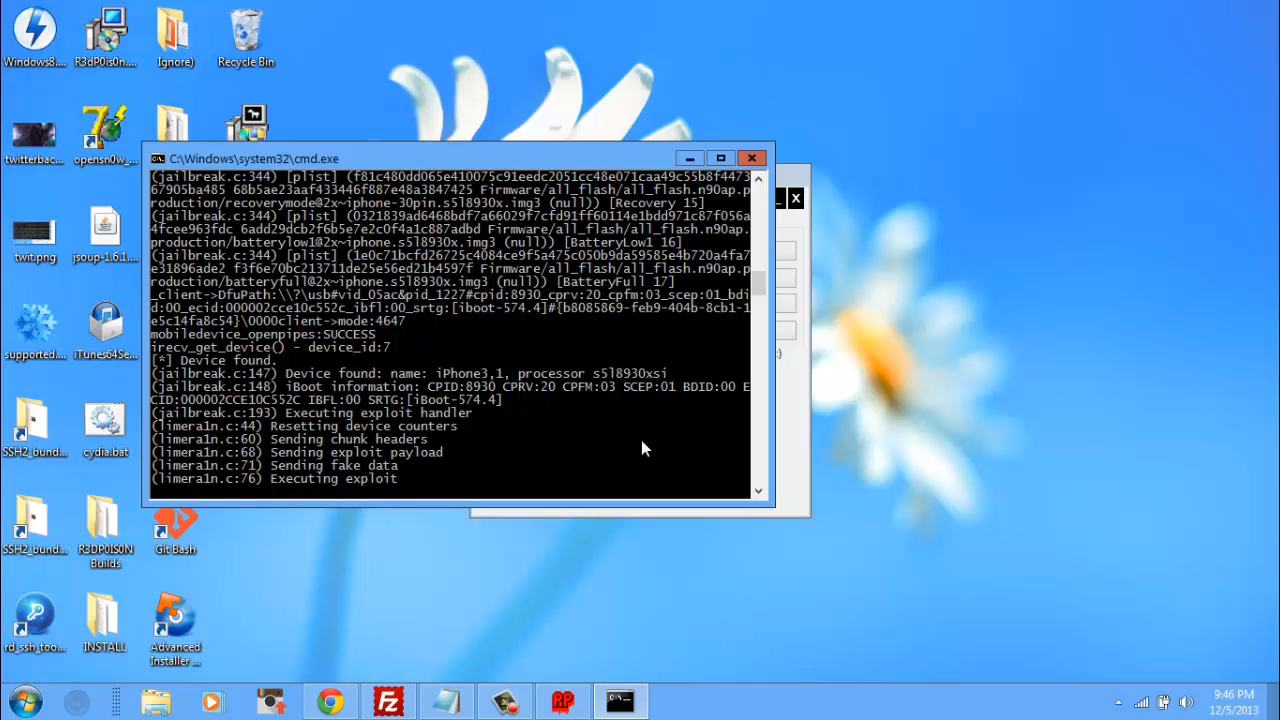 Windows8....
R3dP0is0n....
Ignore)
Recycle Bin
twitterbac...
opensn0w_...
twit.png
jsoup-1.6.1...
supported....
iTunes64Se...
SSH2_bund...
cydia.bat
SSH2_bund...
R3DP0IS0N
Builds
Git Bash
rd_ssh_too...
INSTALL
Advanced
Installer ...
C:\Windows\system32\cmd.exe
(jailbreak.c:344) [plist] (f81c480dd065e410075c91eedc2051cc48e071caa49c55b8f4473
67905ba485 68b5ae23aaf433446f887e48a3847425 Firmware/all_flash/all_flash.n90ap.p
roduction/recoverymode@2x~iphone-30pin.s5l8930x.img3 (null)) [Recovery 15]
(jailbreak.c:344) [plist] (0321839ad6468bdf7a66029f7cfd91ff60114e1bdd971c87f056a
4fcee963fdc 6add29dcb2f6b5e7e2c0f4a1c887adbd Firmware/all_flash/all_flash.n90ap.
production/batterylow1@2x~iphone.s5l8930x.img3 (null)) [BatteryLow1 16]
(jailbreak.c:344) [plist] (1e0c71bcfd26725c4084ce9f5a475c050b9da59585e4b720a4fa7
e31896ade2 f3f6e70bc213711de25e56ed21b4597f Firmware/all_flash/all_flash.n90ap.p
roduction/batteryfull@2x~iphone.s5l8930x.img3 (null)) [BatteryFull 17]
_client->DfuPath:\\?\usb#vid_05ac&pid_1227#cpid:8930_cprv:20_cpfm:03_scep:01_bdi
d:00_ecid:000002cce10c552c_ibfl:00_srtg:[iboot-574.4]#{b8085869-feb9-404b-8cb1-1
e5c14fa8c54}\0000client->mode:4647
mobiledevice_openpipes:SUCCESS
irecv_get_device() - device_id:7
[*] Device found.
(jailbreak.c:147) Device found: name: iPhone3,1, processor s5l8930xsi
(jailbreak.c:148) iBoot information: CPID:8930 CPRV:20 CPFM:03 SCEP:01 BDID:00 E
CID:000002CCE10C552C IBFL:00 SRTG:[iBoot-574.4]
(jailbreak.c:193) Executing exploit handler
(limera1n.c:44) Resetting device counters
(limera1n.c:60) Sending chunk headers
(limera1n.c:68) Sending exploit payload
(limera1n.c:71) Sending fake data
(limera1n.c:76) Executing exploit
X
:)
RP
9:46 PM
12/5/2013